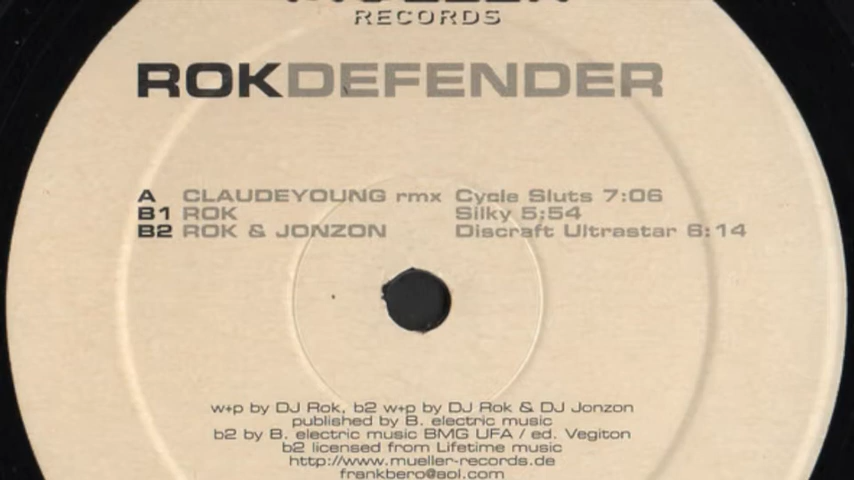 RECORDS
ROKDEFENDER
A CLAUDEYOUNG rmx Cycle Sluts 7:06
B1 ROK Silky 5:54
B2 ROK & JONZON Discraft Ultrastar 6:14
w+p by DJ Rok, b2 w+p by DJ Rok & DJ Jonzon
published by B. electric music
b2 by B. electric music BMG UFA / ed. Vegiton
b2 licensed from Lifetime music
http://www.mueller-records.de
frankbero@aol.com